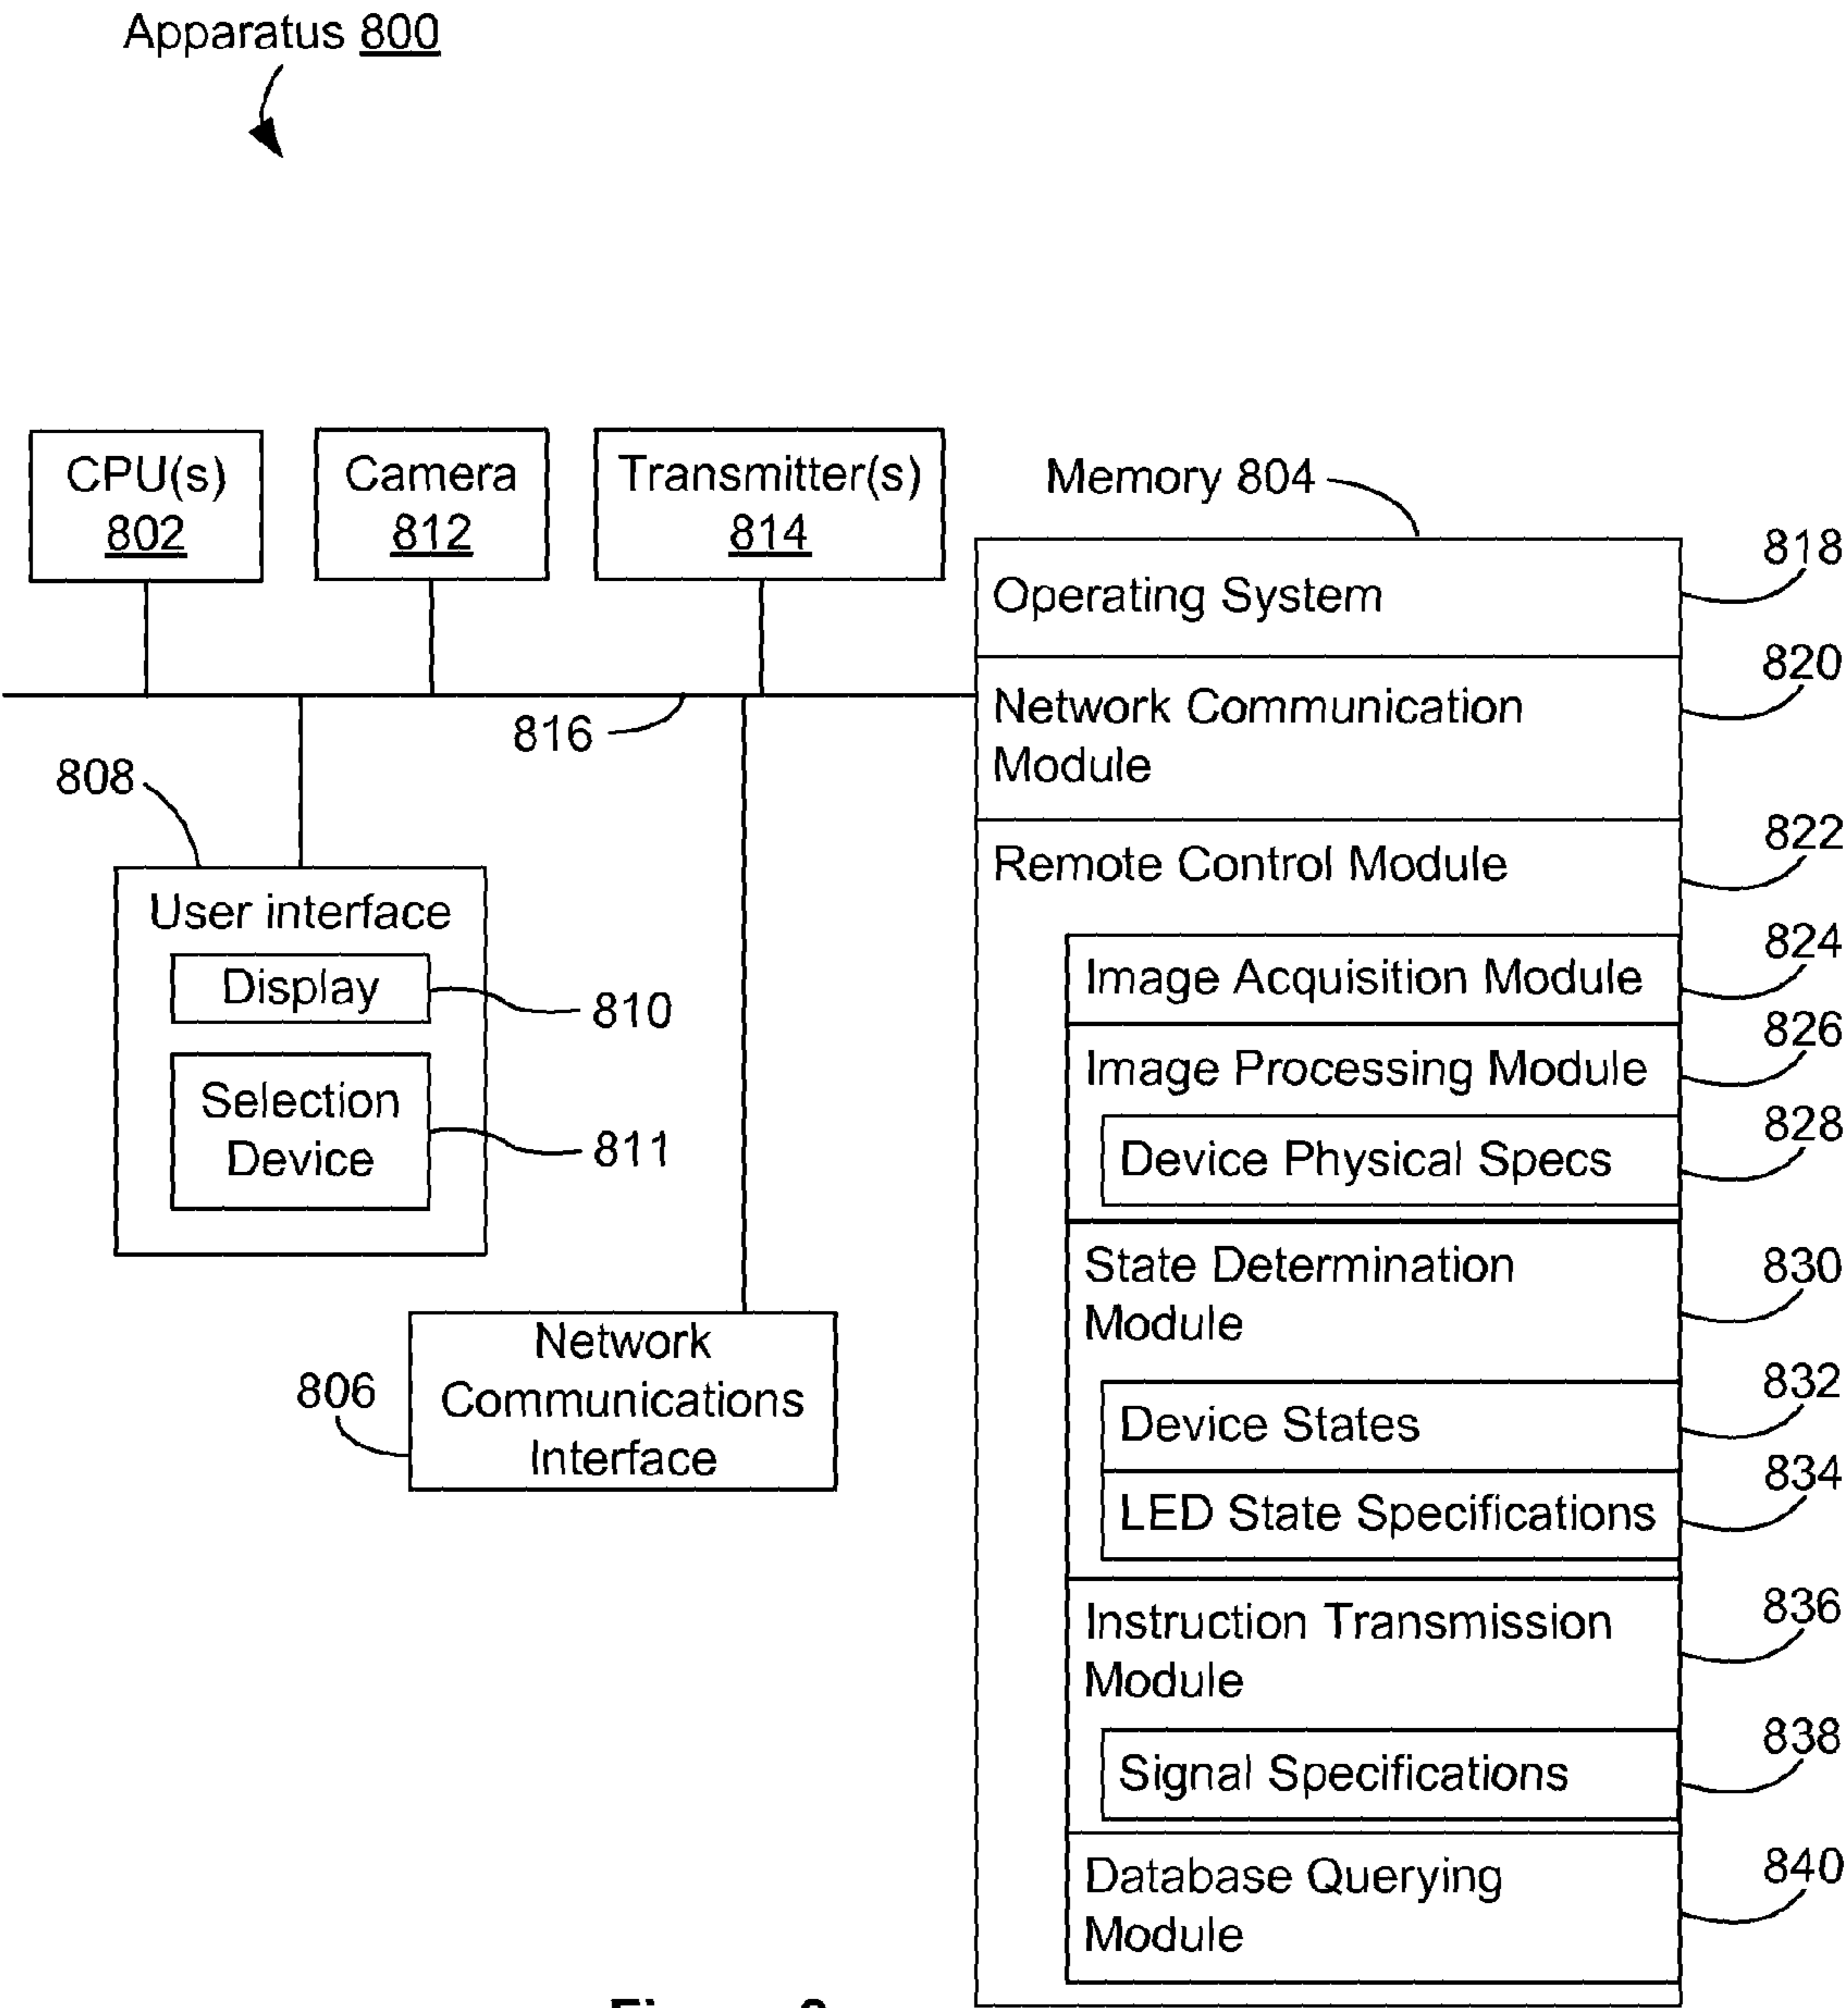 Apparatus 800
CPU(s)
802
Camera
812
Transmitter(s)
814
Memory 804
816
808
User interface
Display
810
Selection
Device
811
806
Network
Communications
Interface
Operating System
818
Network Communication
Module
820
Remote Control Module
822
Image Acquisition Module
824
Image Processing Module
826
Device Physical Specs
828
State Determination
Module
830
Device States
832
LED State Specifications
834
Instruction Transmission
Module
836
Signal Specifications
838
Database Querying
Module
840